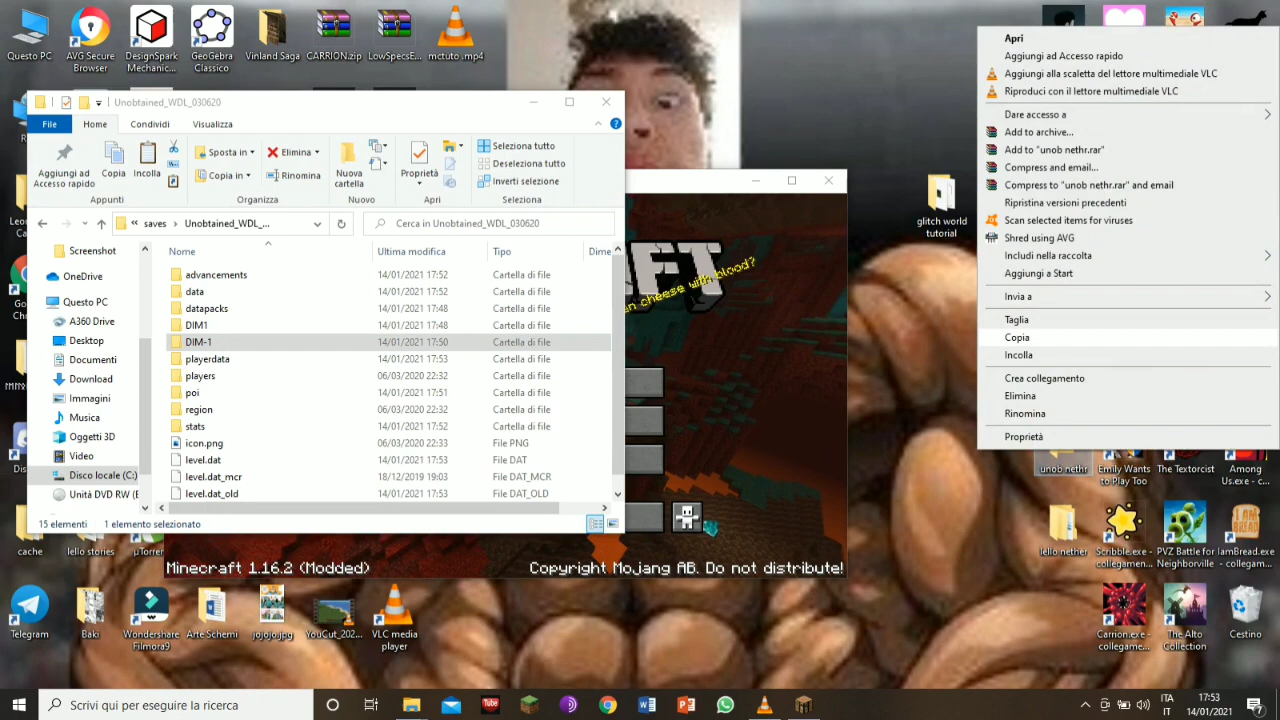 Questo PC
AVG Secure
Browser
DesignSpark
Mechanic...
GeoGebra
Classico
Vinland Saga
CARRION.zip
LowSpecsE...
mctuto .mp4
Unobtained_WDL_030620
File
Home
Condividi
Visualizza
Aggiungi ad
Accesso rapido
Copia
Incolla
Sposta in
Copia in
Elimina
Rinomina
Nuova
cartella
Proprietà
Seleziona tutto
Deseleziona tutto
Inverti selezione
Appunti
Organizza
Nuovo
Apri
Seleziona
« saves › Unobtained_WDL_...
Cerca in Unobtained_WDL_030620
Screenshot
OneDrive
Questo PC
A360 Drive
Desktop
Documenti
Download
Immagini
Musica
Oggetti 3D
Video
Disco locale (C:)
Unità DVD RW (E
Nome Ultima modifica Tipo Dime
advancements 14/01/2021 17:52 Cartella di file
data 14/01/2021 17:52 Cartella di file
datapacks 14/01/2021 17:48 Cartella di file
DIM1 14/01/2021 17:48 Cartella di file
DIM-1 14/01/2021 17:50 Cartella di file
playerdata 14/01/2021 17:53 Cartella di file
players 06/03/2020 22:32 Cartella di file
poi 14/01/2021 17:51 Cartella di file
region 06/03/2020 22:32 Cartella di file
stats 14/01/2021 17:52 Cartella di file
icon.png 06/03/2020 22:33 File PNG
level.dat 14/01/2021 17:53 File DAT
level.dat_mcr 18/12/2019 19:03 File DAT_MCR
level.dat_old 14/01/2021 17:53 File DAT_OLD
15 elementi 1 elemento selezionato
AFT
cheese with blood?
Minecraft 1.16.2 (Modded)
Copyright Mojang AB. Do not distribute!
glitch world
tutorial
Apri
Aggiungi ad Accesso rapido
Aggiungi alla scaletta del lettore multimediale VLC
Riproduci con il lettore multimediale VLC
Dare accesso a
Add to archive...
Add to "unob nethr.rar"
Compress and email...
Compress to "unob nethr.rar" and email
Ripristina versioni precedenti
Scan selected items for viruses
Shred using AVG
Includi nella raccolta
Aggiungi a Start
Invia a
Taglia
Copia
Incolla
Crea collegamento
Elimina
Rinomina
Proprietà
unob nethr
Emily Wants
to Play Too
The Textorcist
Among
Us.exe - c...
cache
lello stories
µTorrent
lello nether
Scribble.exe -
collegamen...
PVZ Battle for
Neighborville
IamBread.exe
- collegam...
Telegram
Baki
Wondershare
Filmora9
Arte Schemi
jojojo.jpg
YouCut_202...
VLC media
player
Carrion.exe -
collegame...
The Alto
Collection
Cestino
Scrivi qui per eseguire la ricerca
Tube
ITA
IT
17:53
14/01/2021